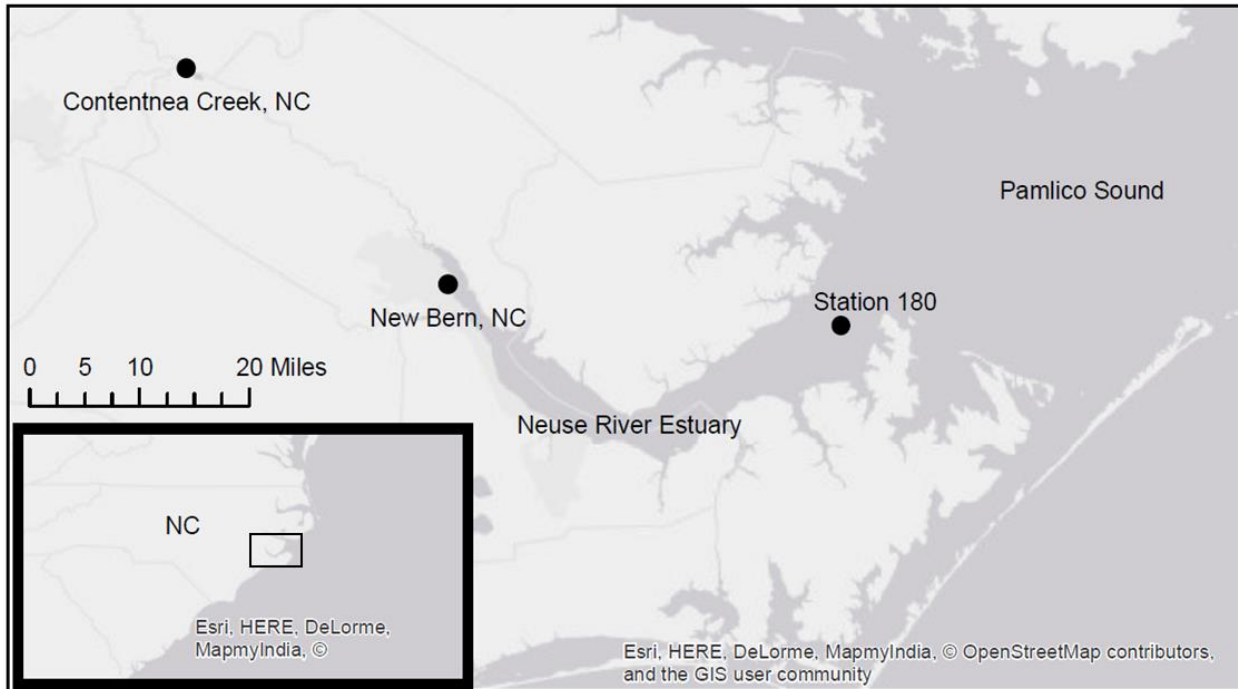 Contentnea Creek, NC
Pamlico Sound
New Bern, NC
Station 180
0 5 10 20 Miles
Neuse River Estuary
NC
Esri, HERE, DeLorme,
MapmyIndia, ©
Esri, HERE, DeLorme, MapmyIndia, © OpenStreetMap contributors,
and the GIS user community